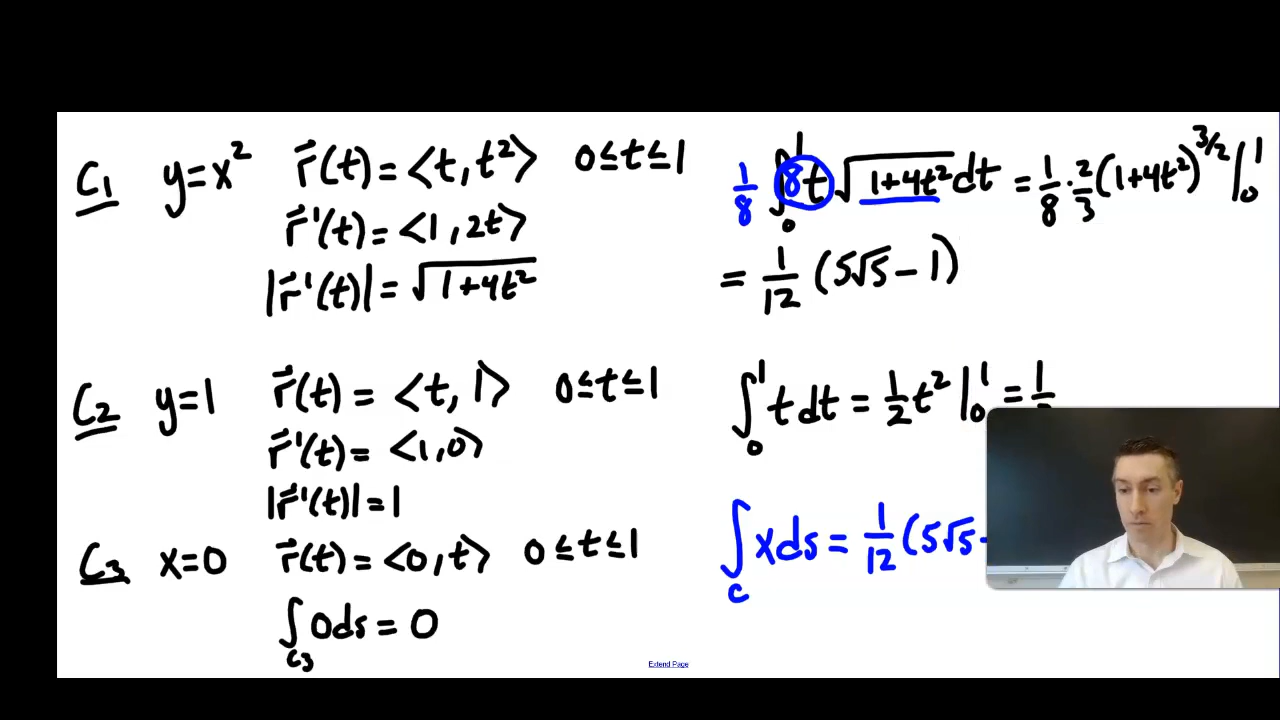 C1 y=x² r⃗(t) = <t, t²> 0≤t≤1
r⃗'(t) = <1, 2t>
|r⃗'(t)| = √(1+4t²)
1/8 ∫₀¹ 8t √(1+4t²) dt = 1/8 · 2/3 (1+4t²)^(3/2) |₀¹
= 1/12 (5√5 - 1)
C2 y=1 r⃗(t) = <t, 1> 0≤t≤1
r⃗'(t) = <1, 0>
|r⃗'(t)| = 1
∫₀¹ t dt = 1/2 t² |₀¹ = 1/
C3 x=0 r⃗(t) = <0, t> 0≤t≤1
∫_C3 0 ds = 0
∫_C x ds = 1/12 (5√5 -
Extend Page